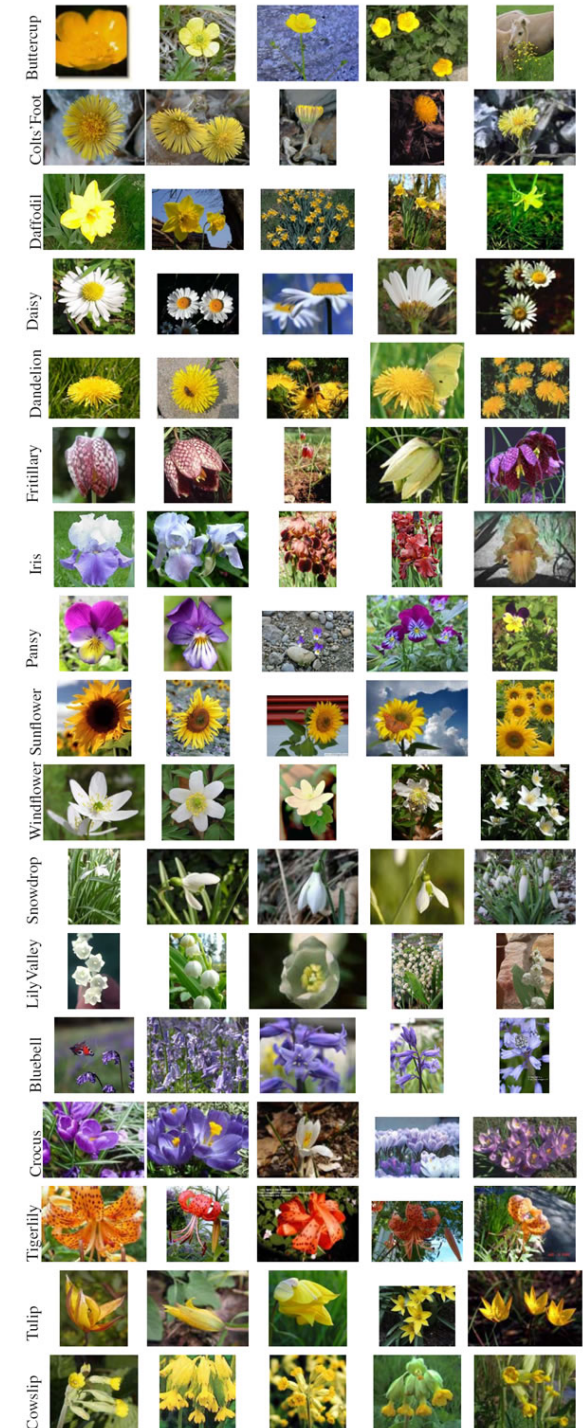 Buttercup
Colts'Foot
Daffodil
Daisy
Dandelion
Fritillary
Iris
Pansy
Sunflower
Windflower
Snowdrop
LilyValley
Bluebell
Crocus
Tigerlily
Tulip
Cowslip